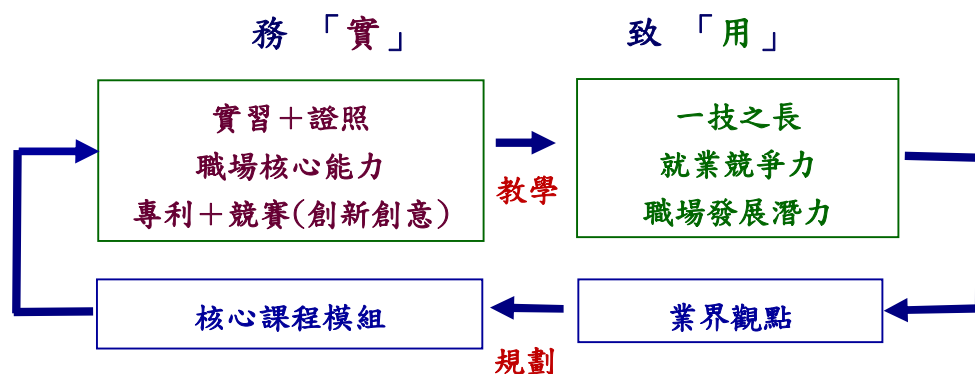 務「實」 致「用」
實習＋證照
職場核心能力
專利＋競賽(創新創意)
教學
一技之長
就業競爭力
職場發展潛力
核心課程模組
規劃
業界觀點